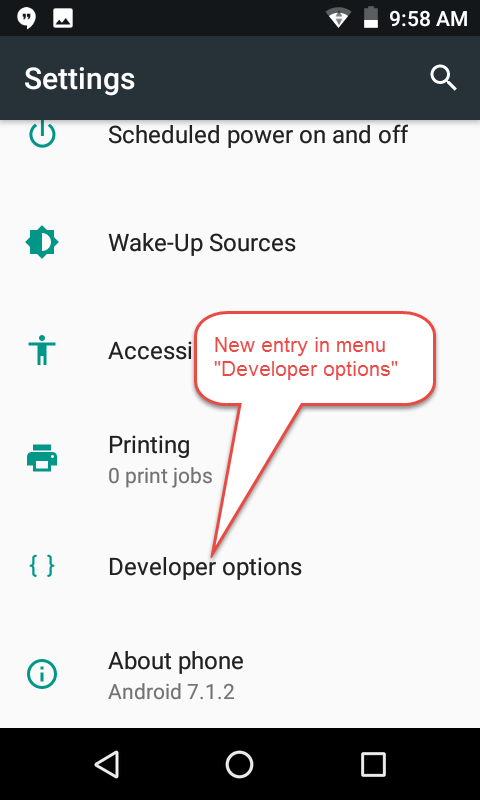 9:58 AM
Settings
Scheduled power on and off
Wake-Up Sources
Accessi
New entry in menu
"Developer options"
Printing
0 print jobs
Developer options
About phone
Android 7.1.2